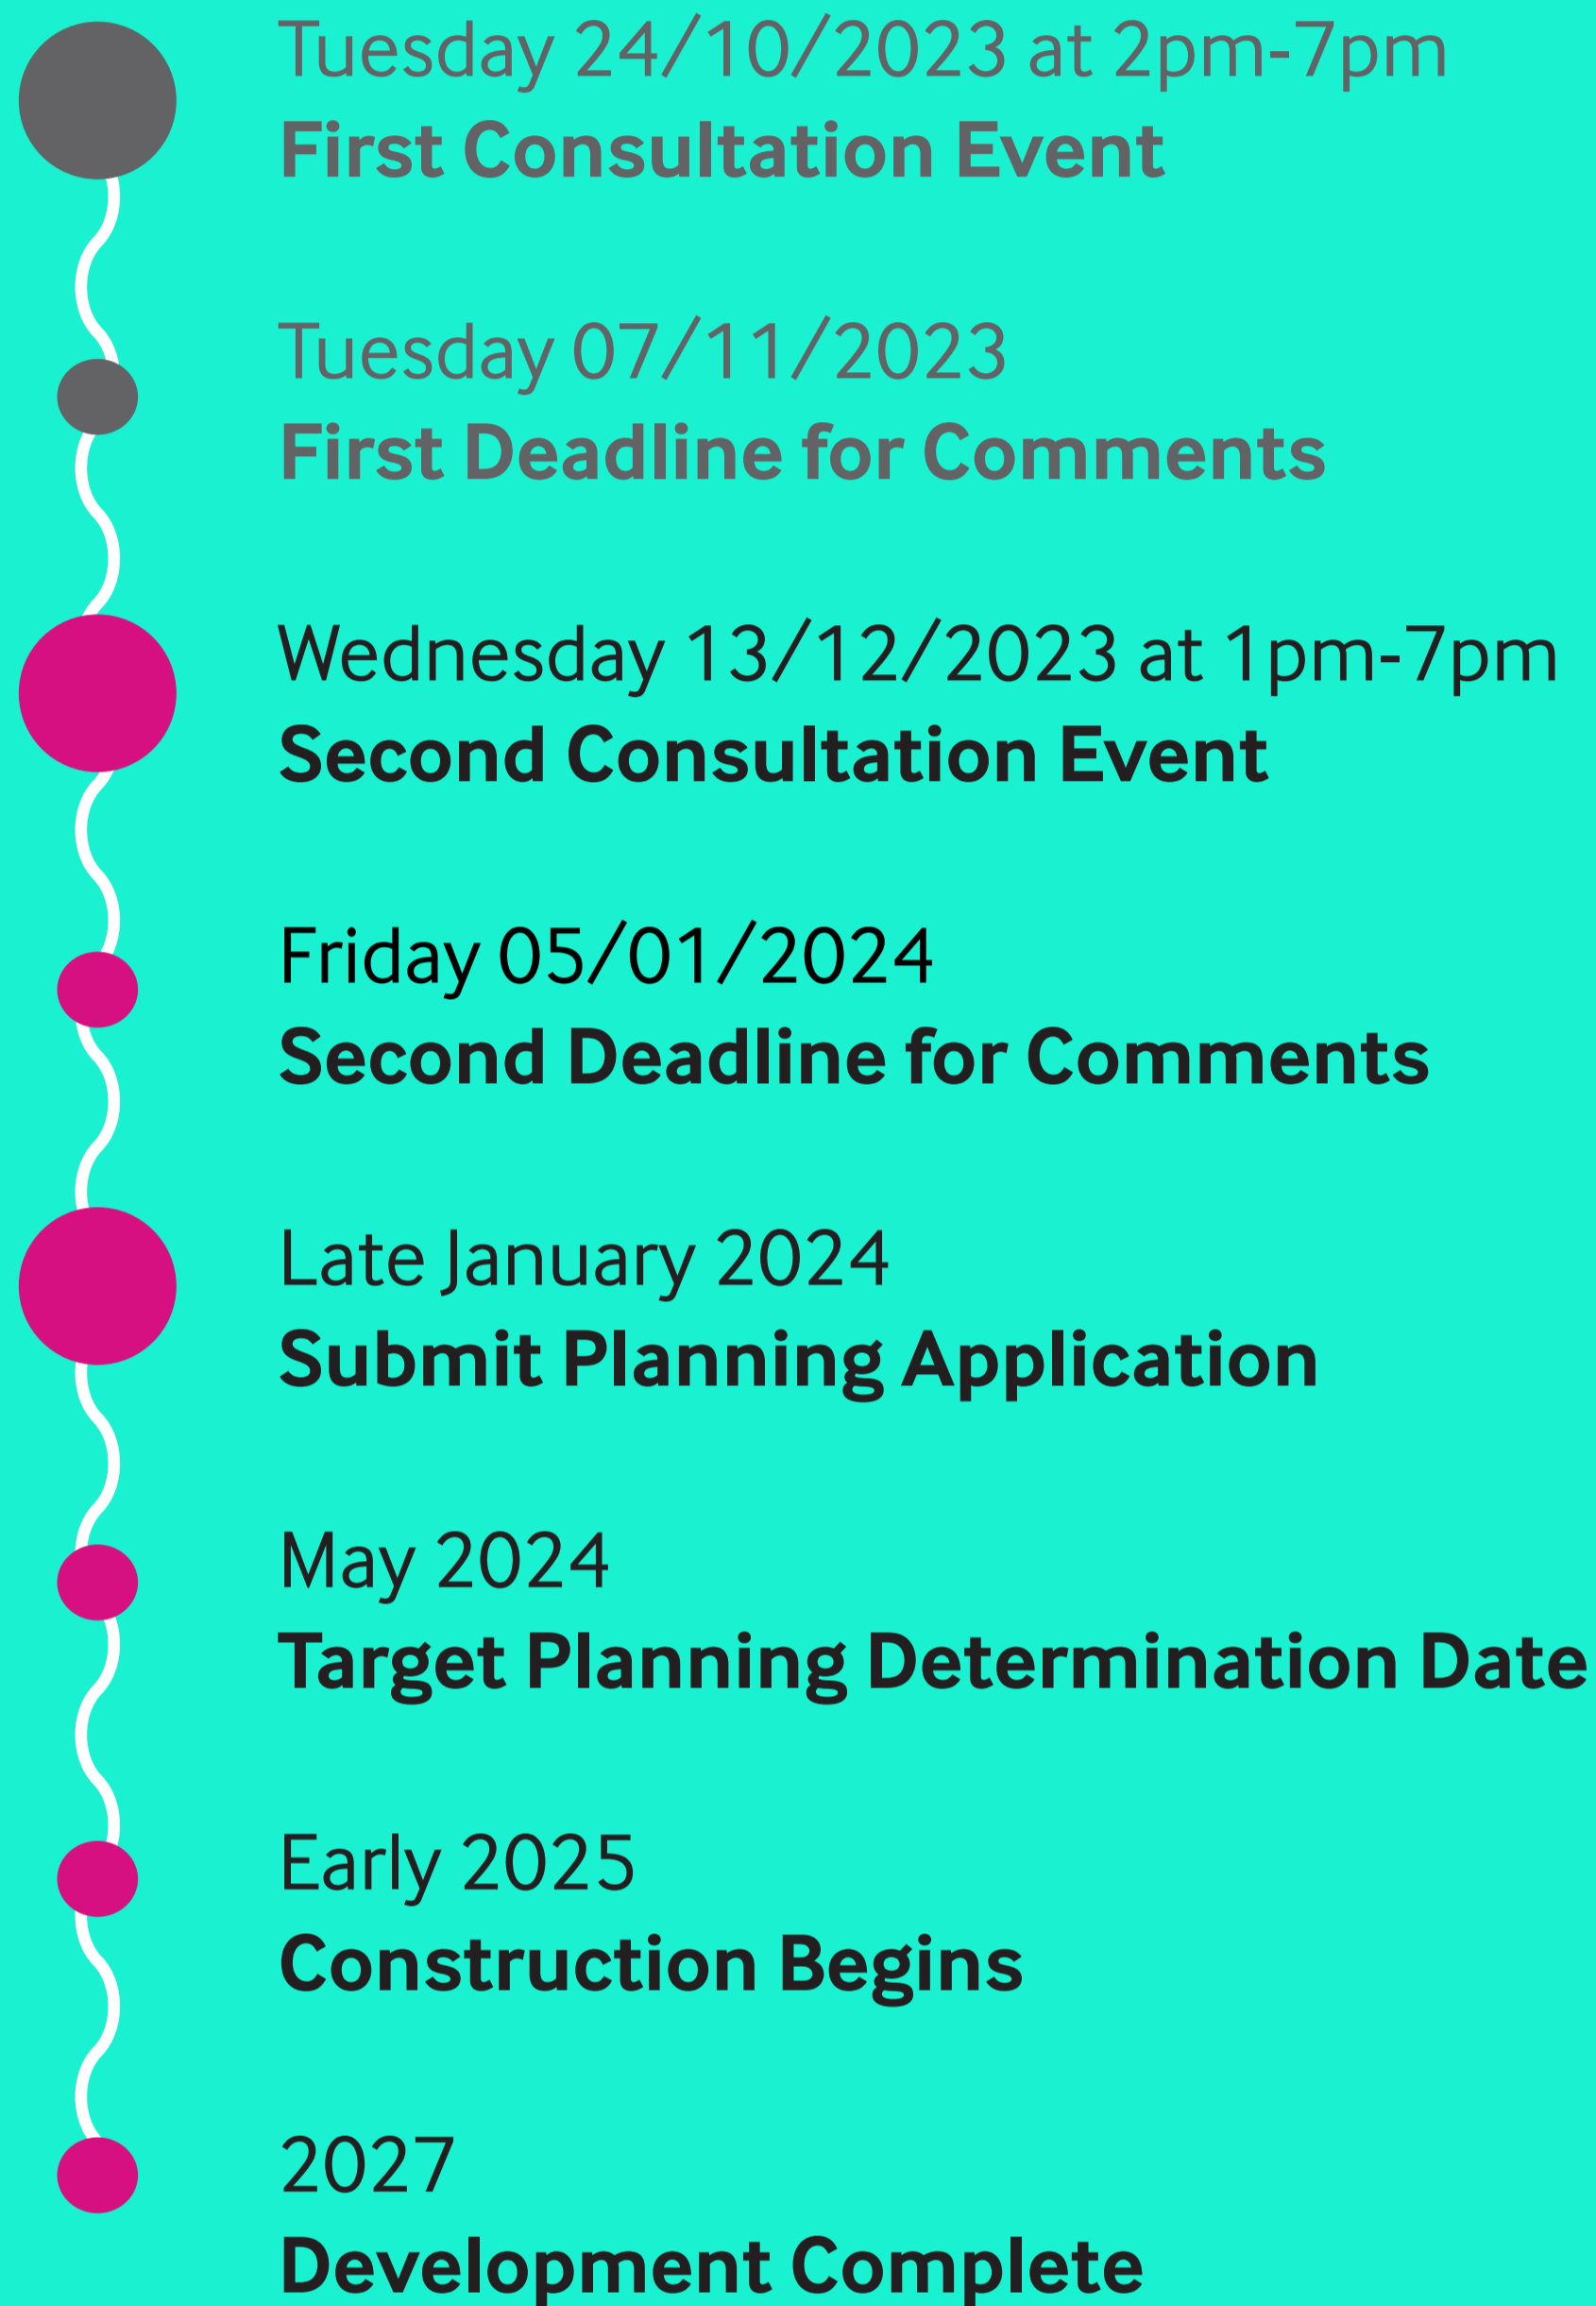 Tuesday 24/10/2023 at 2pm-7pm
First Consultation Event
Tuesday 07/11/2023
First Deadline for Comments
Wednesday 13/12/2023 at 1pm-7pm
Second Consultation Event
Friday 05/01/2024
Second Deadline for Comments
Late January 2024
Submit Planning Application
May 2024
Target Planning Determination Date
Early 2025
Construction Begins
2027
Development Complete